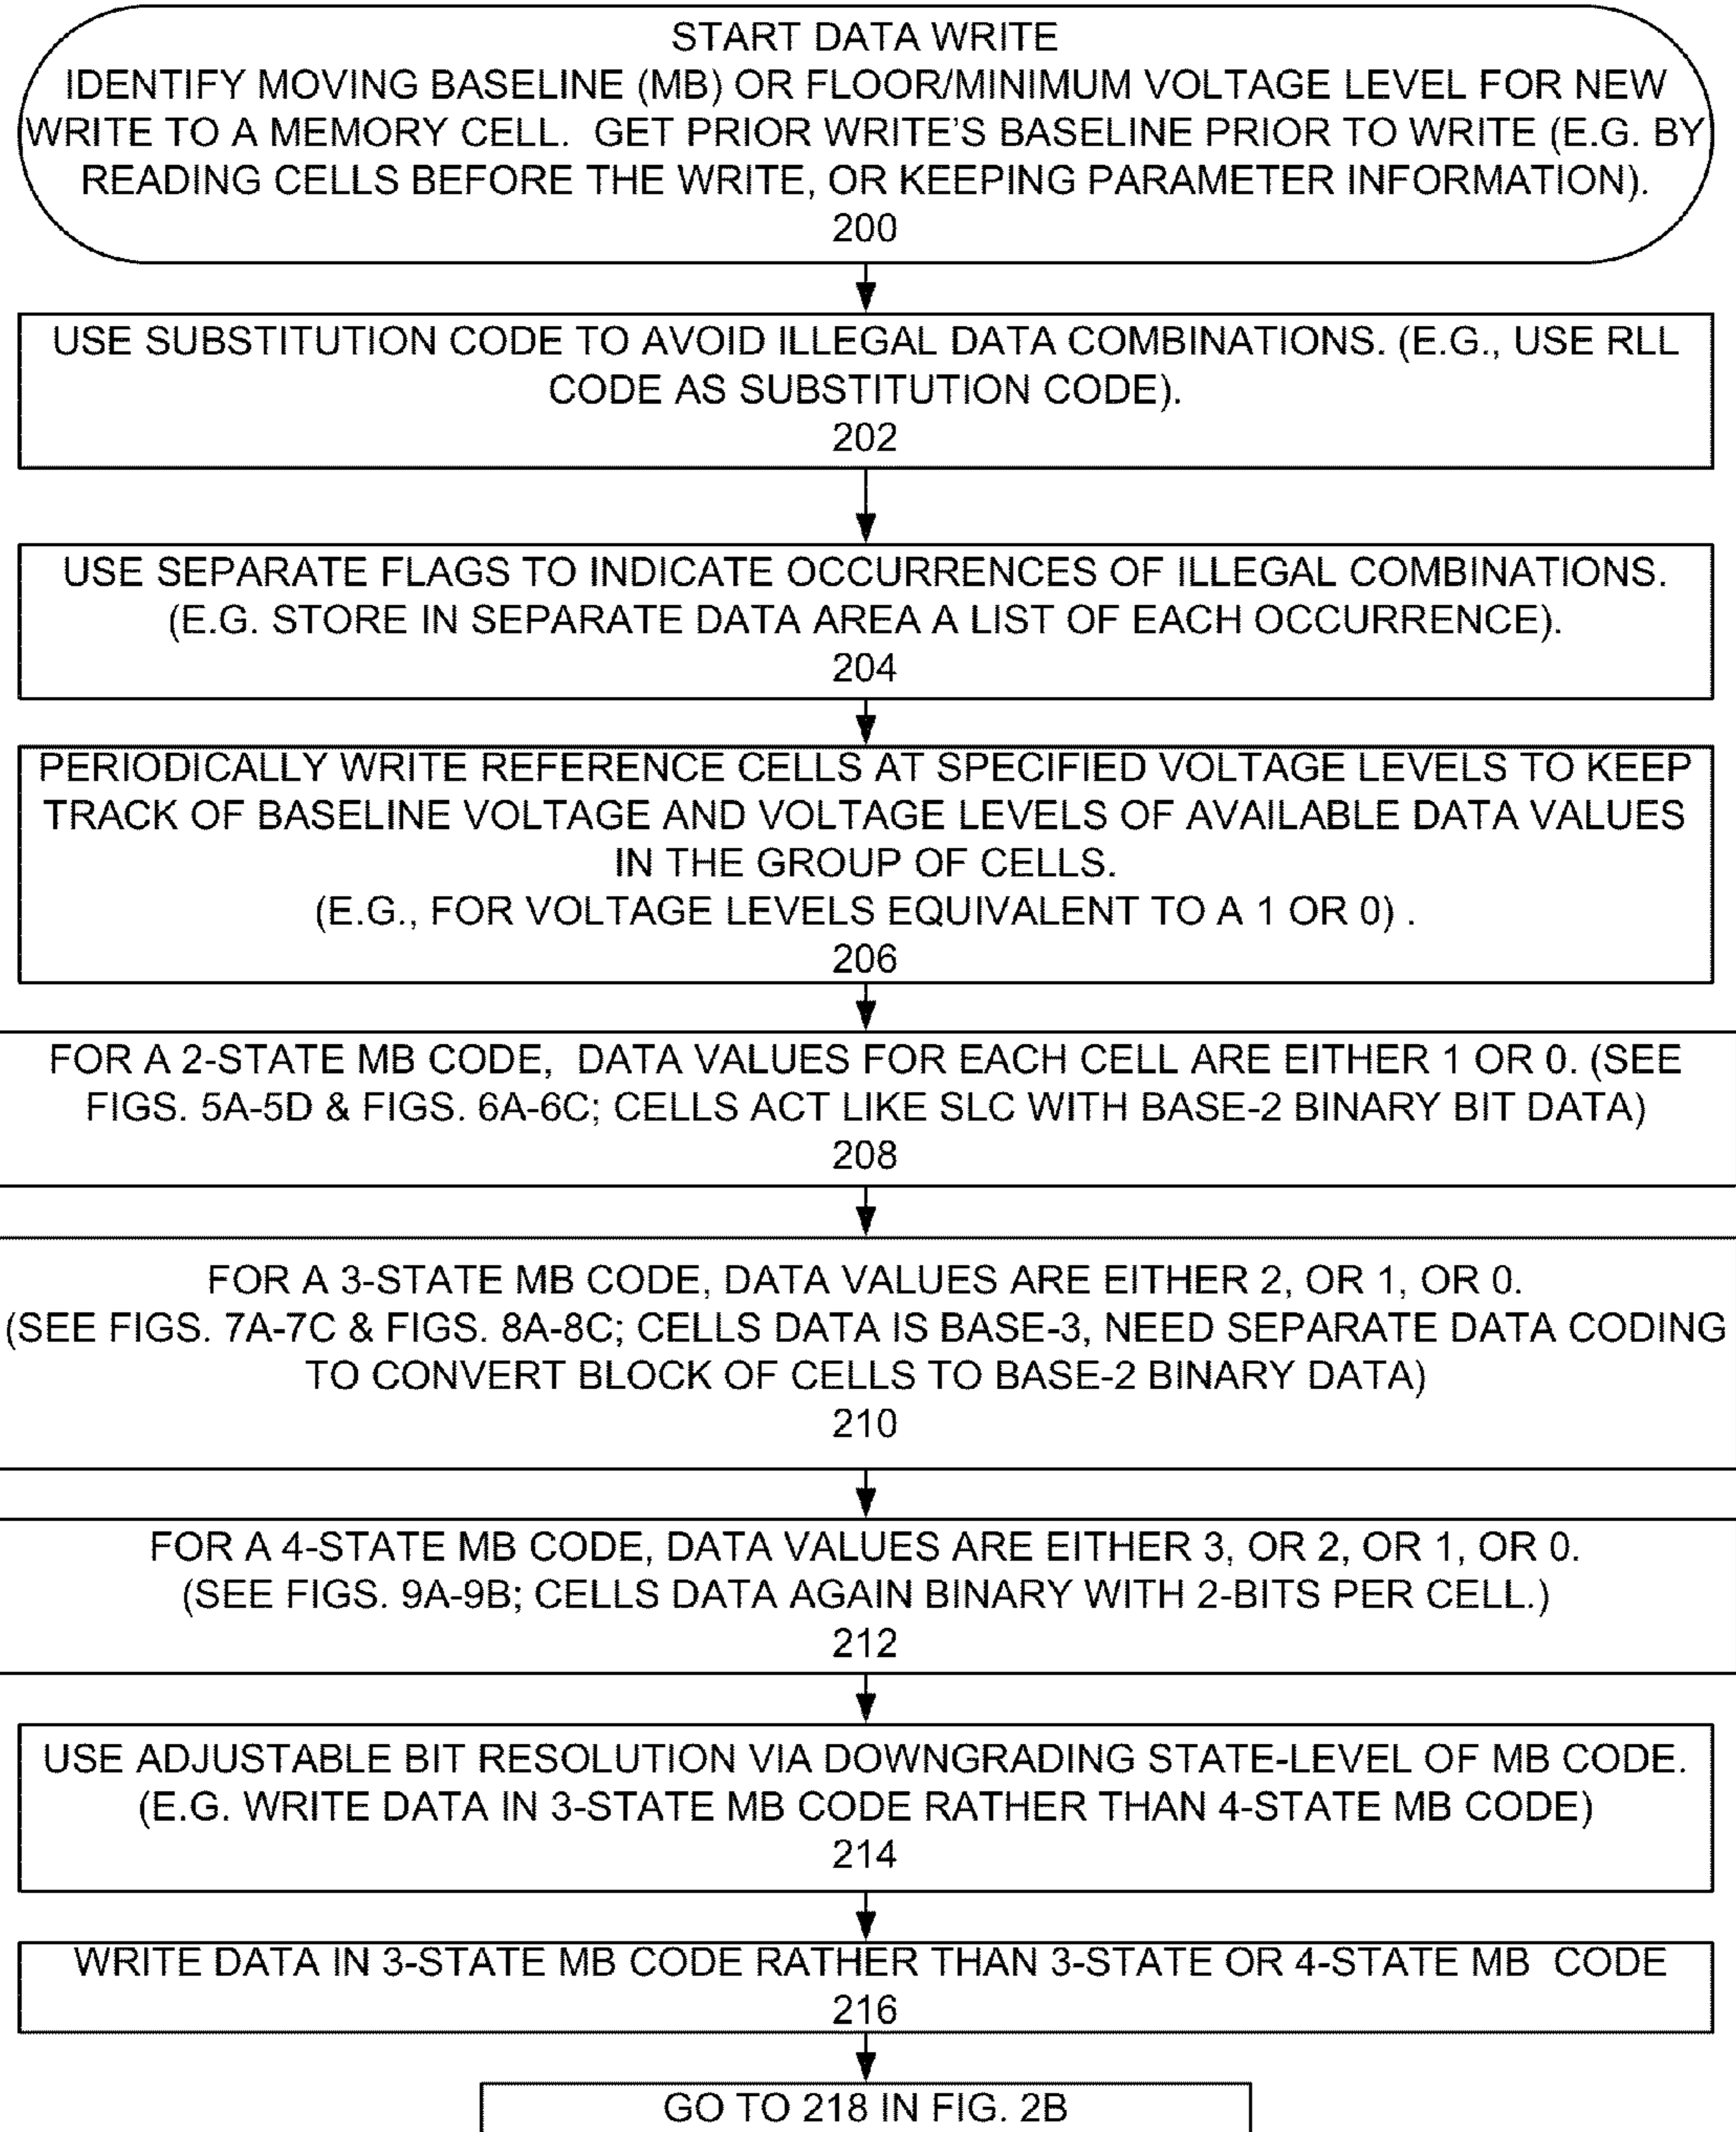 START DATA WRITE
IDENTIFY MOVING BASELINE (MB) OR FLOOR/MINIMUM VOLTAGE LEVEL FOR NEW
WRITE TO A MEMORY CELL. GET PRIOR WRITE'S BASELINE PRIOR TO WRITE (E.G. BY
READING CELLS BEFORE THE WRITE, OR KEEPING PARAMETER INFORMATION).
200
USE SUBSTITUTION CODE TO AVOID ILLEGAL DATA COMBINATIONS. (E.G., USE RLL
CODE AS SUBSTITUTION CODE).
202
USE SEPARATE FLAGS TO INDICATE OCCURRENCES OF ILLEGAL COMBINATIONS.
(E.G. STORE IN SEPARATE DATA AREA A LIST OF EACH OCCURRENCE).
204
PERIODICALLY WRITE REFERENCE CELLS AT SPECIFIED VOLTAGE LEVELS TO KEEP
TRACK OF BASELINE VOLTAGE AND VOLTAGE LEVELS OF AVAILABLE DATA VALUES
IN THE GROUP OF CELLS.
(E.G., FOR VOLTAGE LEVELS EQUIVALENT TO A 1 OR 0) .
206
FOR A 2-STATE MB CODE, DATA VALUES FOR EACH CELL ARE EITHER 1 OR 0. (SEE
FIGS. 5A-5D & FIGS. 6A-6C; CELLS ACT LIKE SLC WITH BASE-2 BINARY BIT DATA)
208
FOR A 3-STATE MB CODE, DATA VALUES ARE EITHER 2, OR 1, OR 0.
(SEE FIGS. 7A-7C & FIGS. 8A-8C; CELLS DATA IS BASE-3, NEED SEPARATE DATA CODING
TO CONVERT BLOCK OF CELLS TO BASE-2 BINARY DATA)
210
FOR A 4-STATE MB CODE, DATA VALUES ARE EITHER 3, OR 2, OR 1, OR 0.
(SEE FIGS. 9A-9B; CELLS DATA AGAIN BINARY WITH 2-BITS PER CELL.)
212
USE ADJUSTABLE BIT RESOLUTION VIA DOWNGRADING STATE-LEVEL OF MB CODE.
(E.G. WRITE DATA IN 3-STATE MB CODE RATHER THAN 4-STATE MB CODE)
214
WRITE DATA IN 3-STATE MB CODE RATHER THAN 3-STATE OR 4-STATE MB CODE
216
GO TO 218 IN FIG. 2B